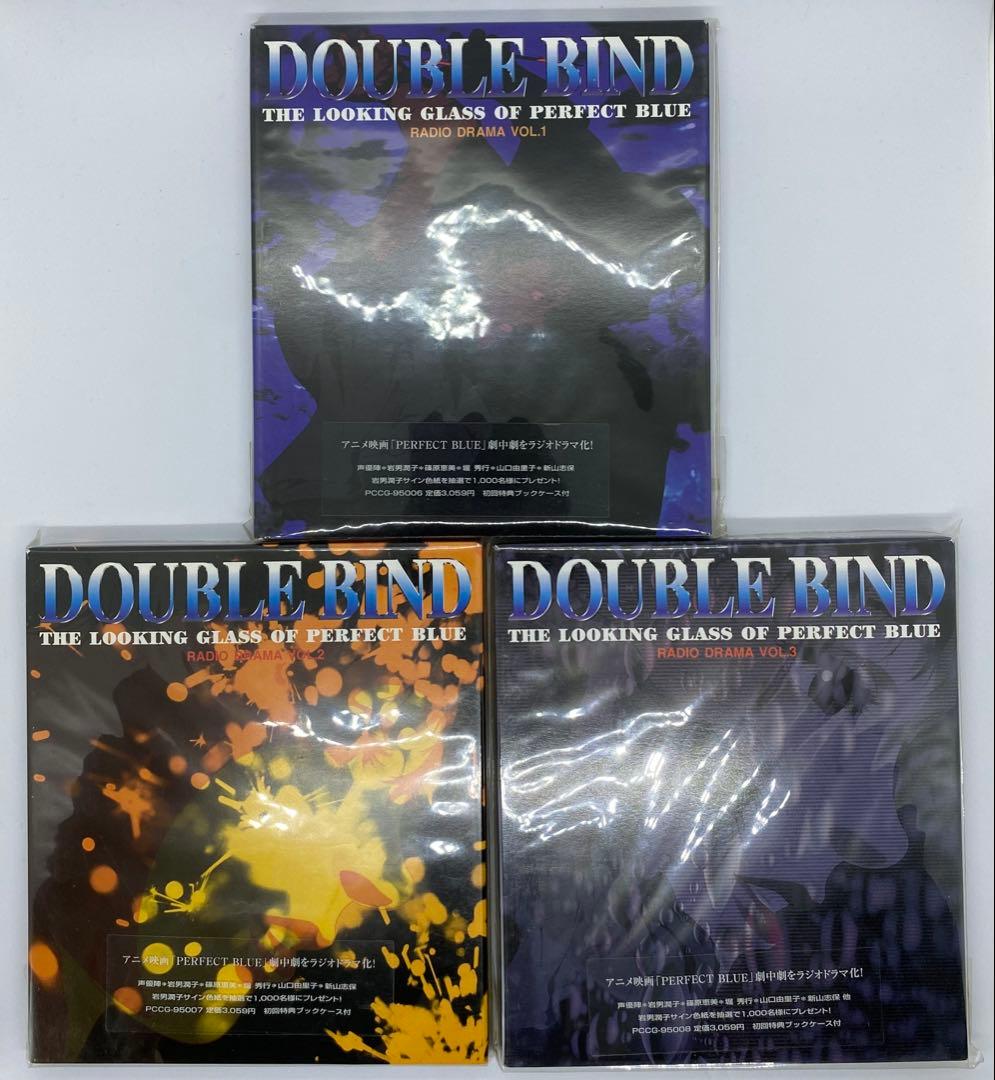 DOUBLE BIND
THE LOOKING GLASS OF PERFECT BLUE
RADIO DRAMA VOL.1
アニメ映画「PERFECT BLUE」劇中劇をラジオドラマ化!
声優陣＊岩男潤子＊篠原恵美＊堀 秀行＊山口由里子＊新山志保
岩男潤子サイン色紙を抽選で1,000名様にプレゼント!
PCCG-95006 定価3,059円 初回特典ブックケース付
DOUBLE BIND
THE LOOKING GLASS OF PERFECT BLUE
RADIO DRAMA VOL.2
アニメ映画「PERFECT BLUE」劇中劇をラジオドラマ化!
声優陣＊岩男潤子＊篠原恵美＊堀 秀行＊山口由里子＊新山志保
岩男潤子サイン色紙を抽選で1,000名様にプレゼント!
PCCG-95007 定価3,059円 初回特典ブックケース付
DOUBLE BIND
THE LOOKING GLASS OF PERFECT BLUE
RADIO DRAMA VOL.3
アニメ映画「PERFECT BLUE」劇中劇をラジオドラマ化!
声優陣＊岩男潤子＊篠原恵美＊堀 秀行＊山口由里子＊新山志保 他
岩男潤子サイン色紙を抽選で1,000名様にプレゼント!
PCCG-95008 定価3,059円 初回特典ブックケース付